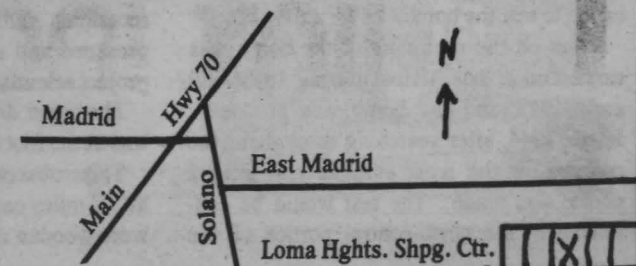 N
Hwy 70
Madrid
East Madrid
Main
Solano
Loma Hghts. Shpg. Ctr.
X